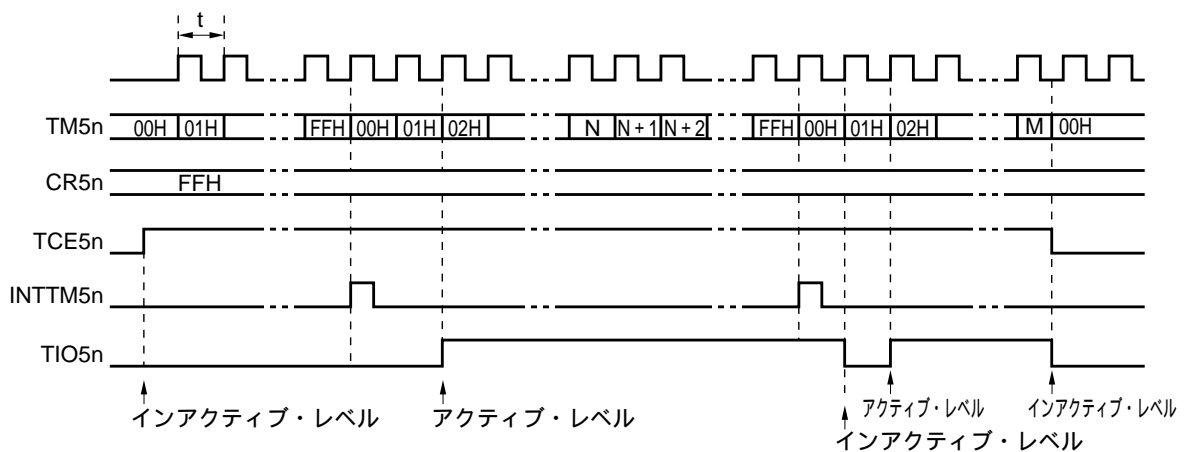 t
TM5n 00H 01H FFH 00H 01H 02H N N + 1 N + 2 FFH 00H 01H 02H M 00H
CR5n FFH
TCE5n
INTTM5n
TIO5n
インアクティブ・レベル アクティブ・レベル アクティブ・レベル インアクティブ・レベル
インアクティブ・レベル